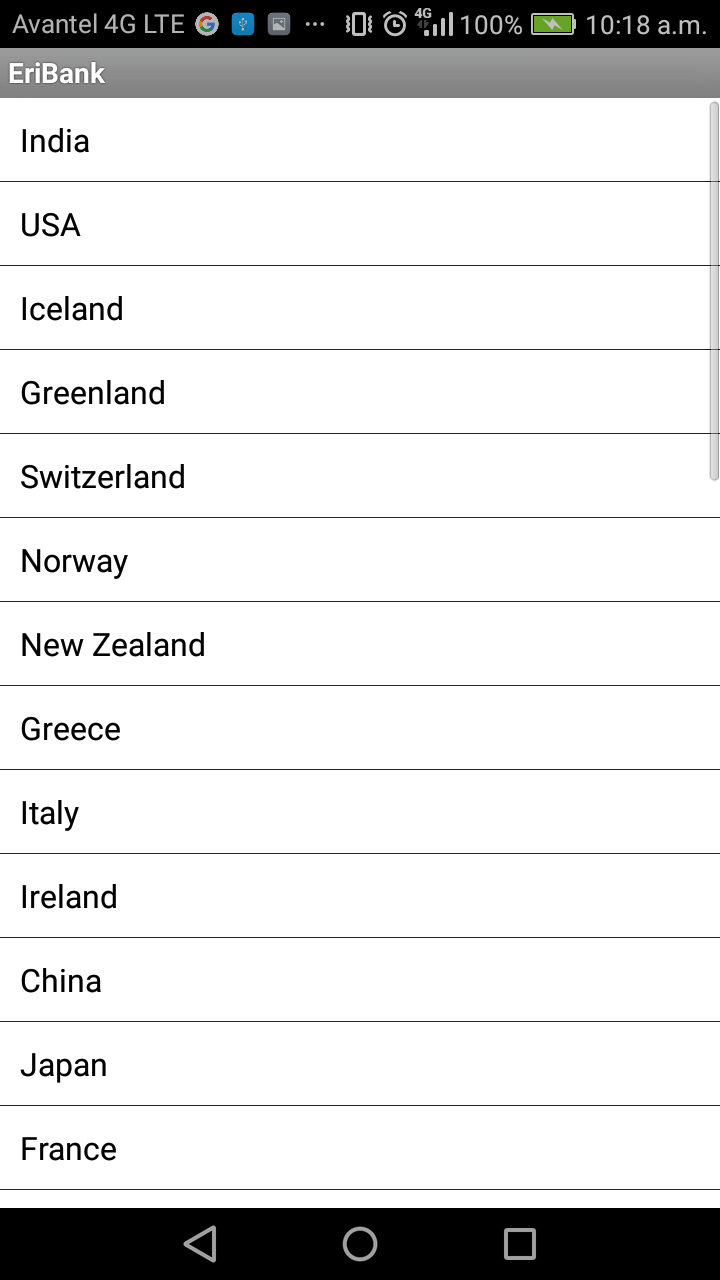 Avantel 4G LTE 4G 100% 10:18 a.m.
EriBank
India
USA
Iceland
Greenland
Switzerland
Norway
New Zealand
Greece
Italy
Ireland
China
Japan
France